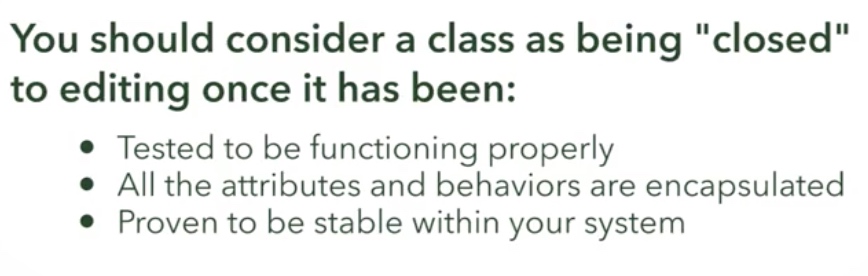 You should consider a class as being "closed"
to editing once it has been:
• Tested to be functioning properly
• All the attributes and behaviors are encapsulated
• Proven to be stable within your system